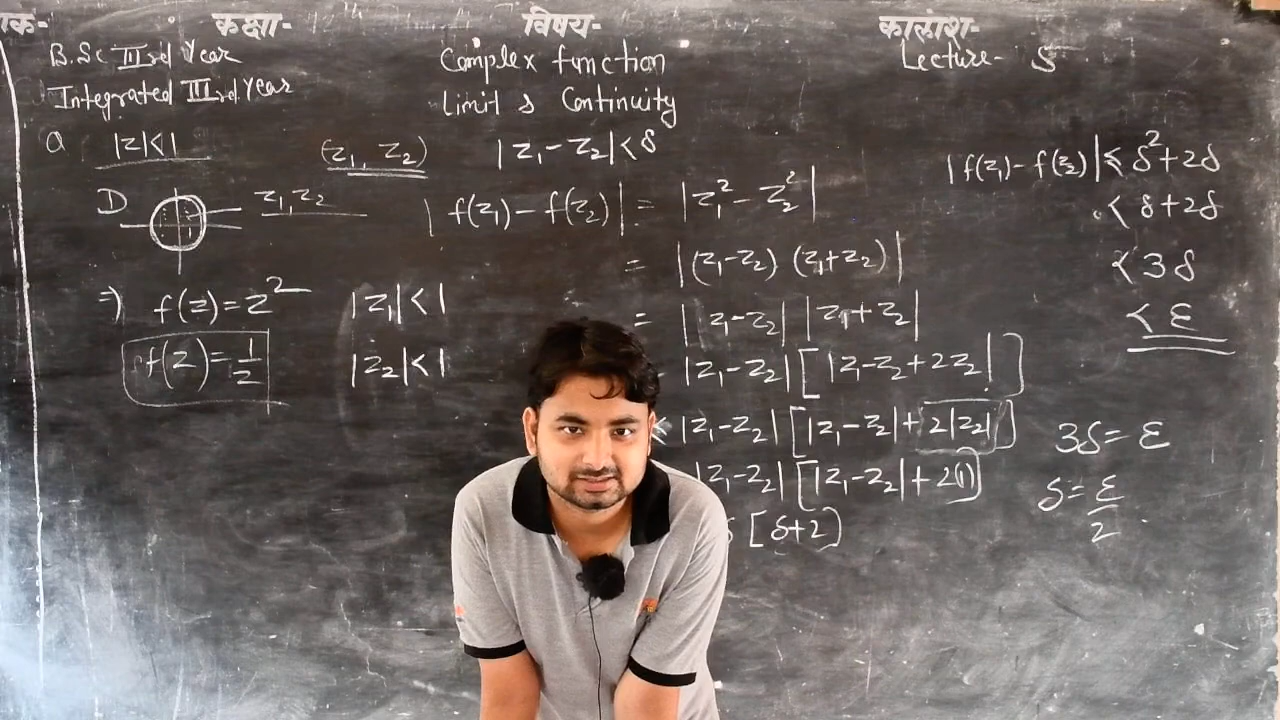 क- कक्षा- विषय- कालांश-
B.Sc IIIrd Year
Integrated IIIrd Year
Complex function
Limit & Continuity
Lecture- 5
Q |z|<1
D z₁, z₂
⇒) f(z)=z²
f(z)=1/z
(z₁, z₂)
|z₁|<1
|z₂|<1
|z₁-z₂|<δ
|f(z₁)-f(z₂)| = |z₁²-z₂²|
= |(z₁-z₂) (z₁+z₂)|
= |z₁-z₂| |z₁+z₂|
|z₁-z₂| [|z₁-z₂+2z₂|]
≤ |z₁-z₂| [|z₁-z₂|+2|z₂|]
|z₁-z₂| [|z₁-z₂|+2(1)]
[δ+2)
|f(z₁)-f(z₂)| < δ²+2δ
< δ+2δ
< 3δ
< ε
3δ= ε
δ= ε/2